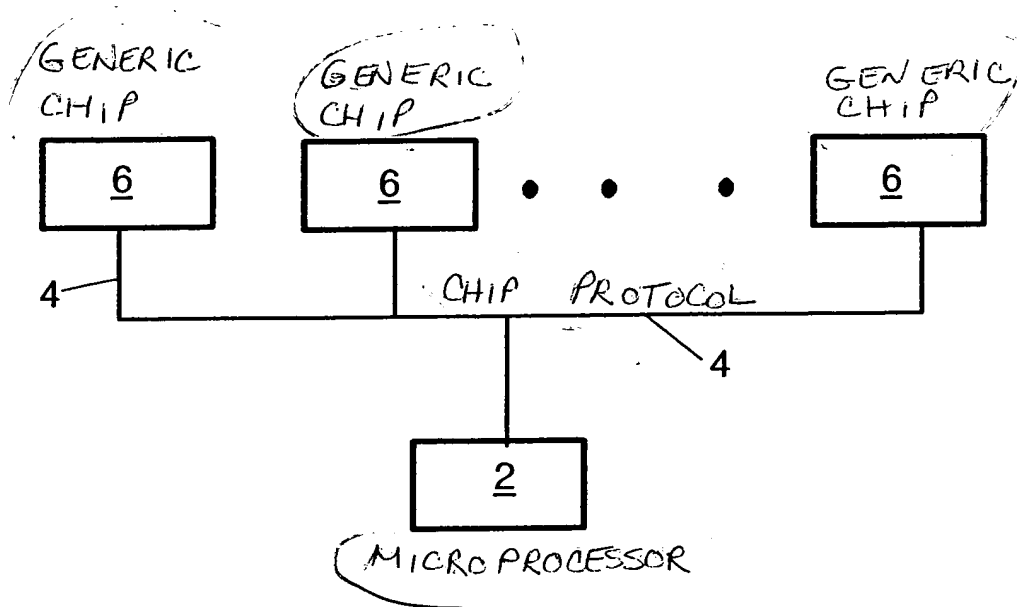 GENERIC
CHIP
GENERIC
CHIP
GENERIC
CHIP
6
6
6
4
CHIP PROTOCOL
4
2
MICROPROCESSOR